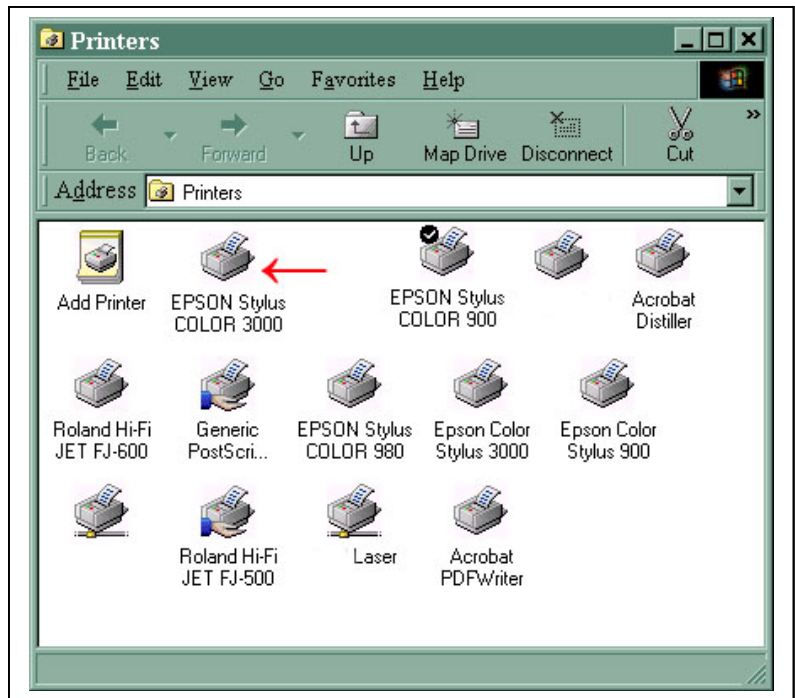 Printers
File Edit View Go Favorites Help
Back Forward Up Map Drive Disconnect Cut »
Address Printers
Add Printer
EPSON Stylus
COLOR 3000
EPSON Stylus
COLOR 900
Acrobat
Distiller
Roland Hi-Fi
JET FJ-600
Generic
PostScri...
EPSON Stylus
COLOR 980
Epson Color
Stylus 3000
Epson Color
Stylus 900
Roland Hi-Fi
JET FJ-500
Laser
Acrobat
PDFWriter